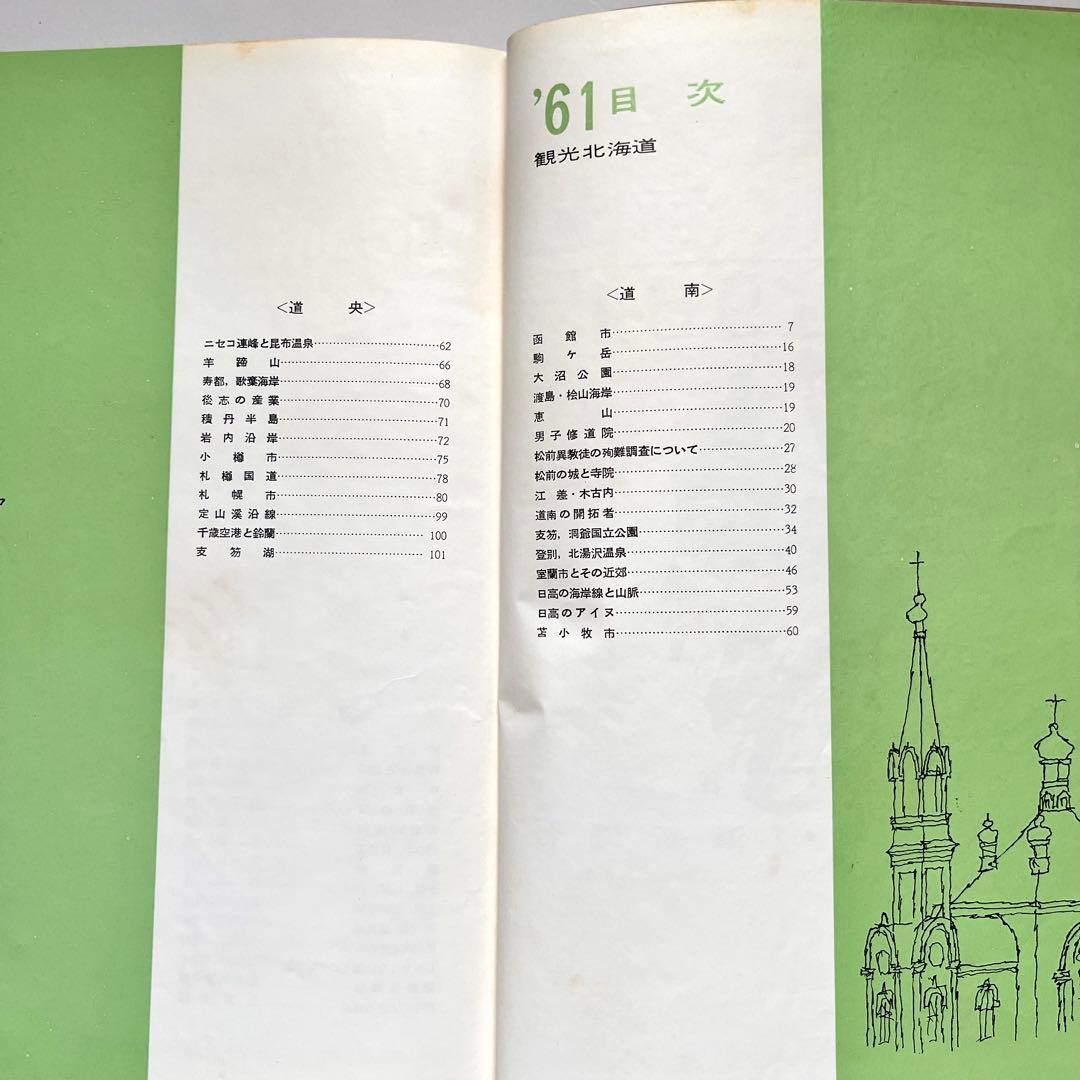 '61目 次
観光北海道
<道 南>
函館市……7
駒ケ岳……16
大沼公園……18
渡島・桧山海岸……19
恵山……19
男子修道院……20
松前異教徒の殉難調査について……27
松前の城と寺院……28
江差・木古内……30
道南の開拓者……32
支笏，洞爺国立公園……34
登別，北湯沢温泉……40
室蘭市とその近郊……46
日高の海岸線と山脈……53
日高のアイヌ……59
苫小牧市……60
<道 央>
ニセコ連峰と昆布温泉……62
羊蹄山……66
寿都，歌棄海岸……68
後志の産業……70
積丹半島……71
岩内沿岸……72
小樽市……75
札樽国道……78
札幌市……80
定山渓沿線……99
千歳空港と鈴蘭……100
支笏湖……101